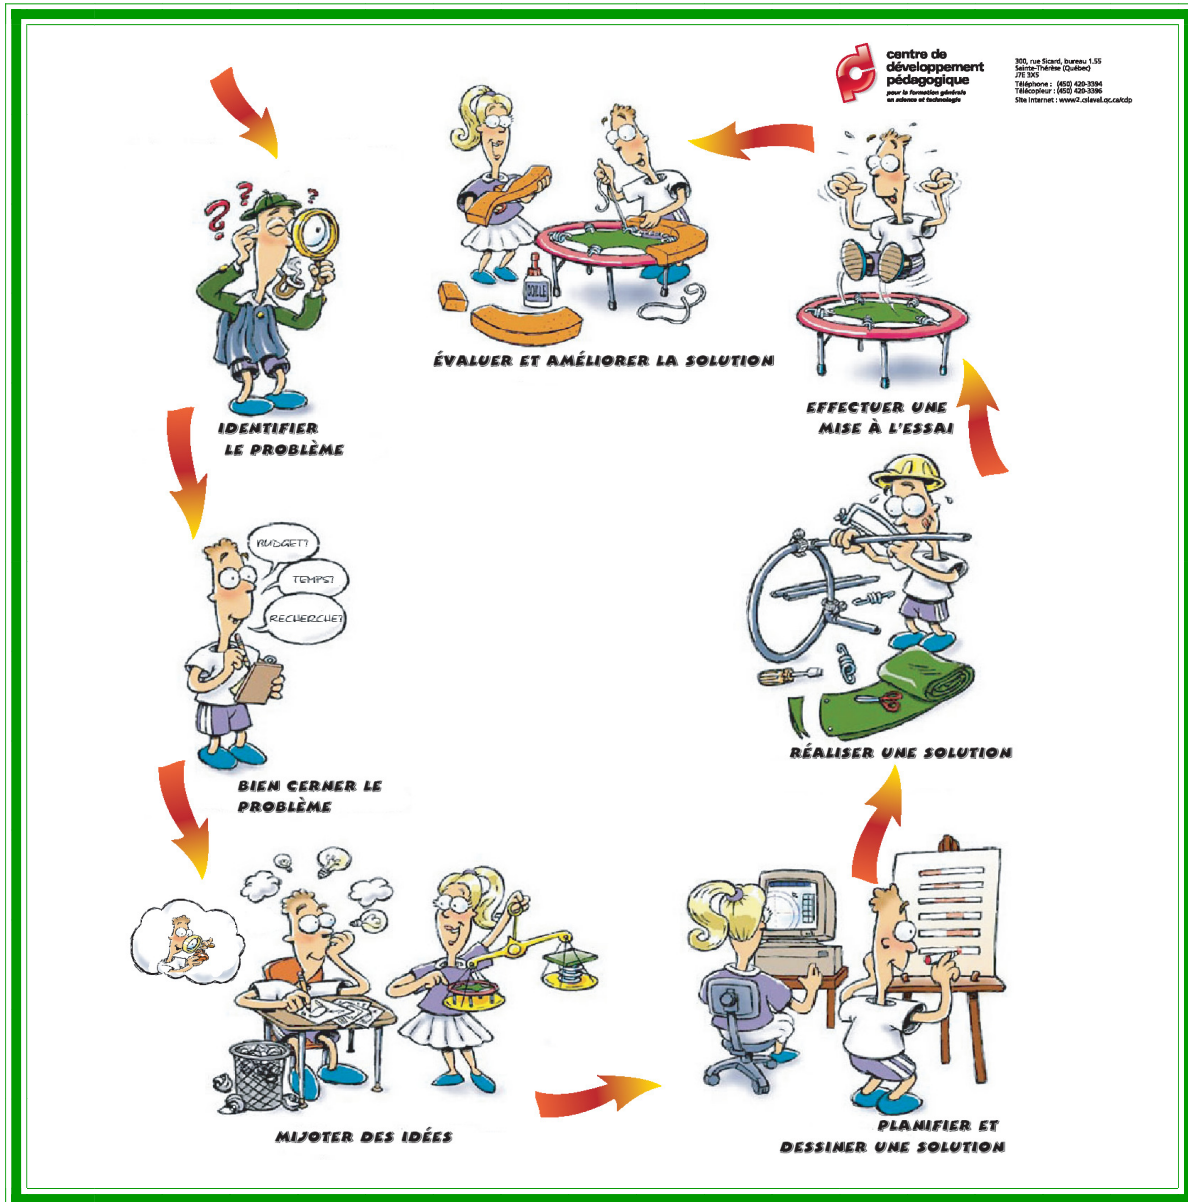 centre de
développement
pédagogique
pour la formation générale
en science et technologie
300, rue Sicard, bureau 1.55
Sainte-Thérèse (Québec)
J7E 3X5
Téléphone : (450) 420-3394
Télécopieur : (450) 420-3396
Site Internet : www2.cslaval.qc.ca/cdp
? ? ?
IDENTIFIER
LE PROBLÈME
BUDGET?
TEMPS?
RECHERCHE?
BIEN CERNER LE
PROBLÈME
MIJOTER DES IDÉES
PLANIFIER ET
DESSINER UNE SOLUTION
RÉALISER UNE SOLUTION
EFFECTUER UNE
MISE À L'ESSAI
COLLE
ÉVALUER ET AMÉLIORER LA SOLUTION